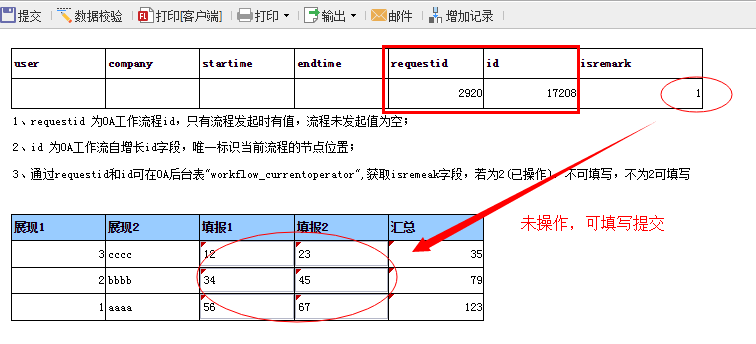 提交 数据校验 打印[客户端] 打印 输出 邮件 增加记录
user company startime endtime requestid id isremark
2920 17208 1
1、requestid 为OA工作流程id，只有流程发起时有值，流程未发起值为空；
2、id 为OA工作流自增长id字段，唯一标识当前流程的节点位置；
3、通过requestid和id可在OA后台表"workflow_currentoperator",获取isremeak字段，若为2(已操作) 不可填写，不为2可填写
未操作，可填写提交
展现1 展现2 填报1 填报2 汇总
3 cccc 12 23 35
2 bbbb 34 45 79
1 aaaa 56 67 123